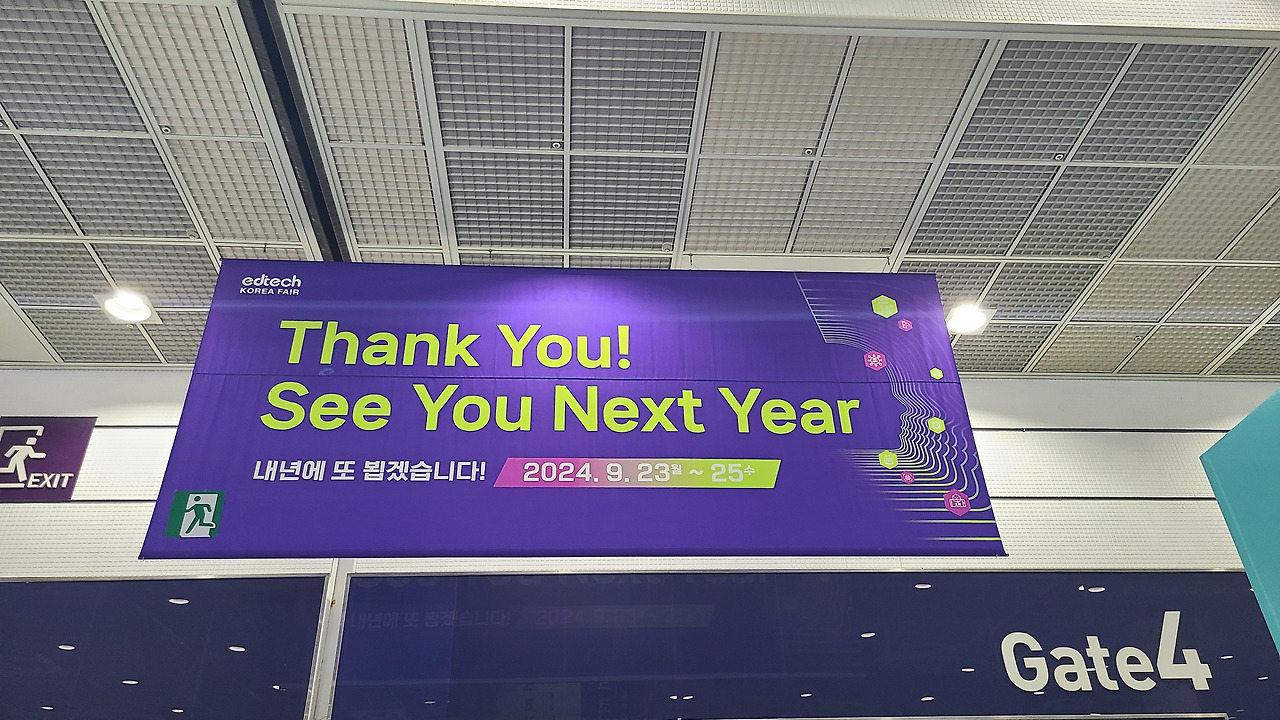 edtech
KOREA FAIR
Thank You!
See You Next Year
내년에 또 뵙겠습니다! 2024. 9. 23월 ~ 25수
EXIT
Gate4